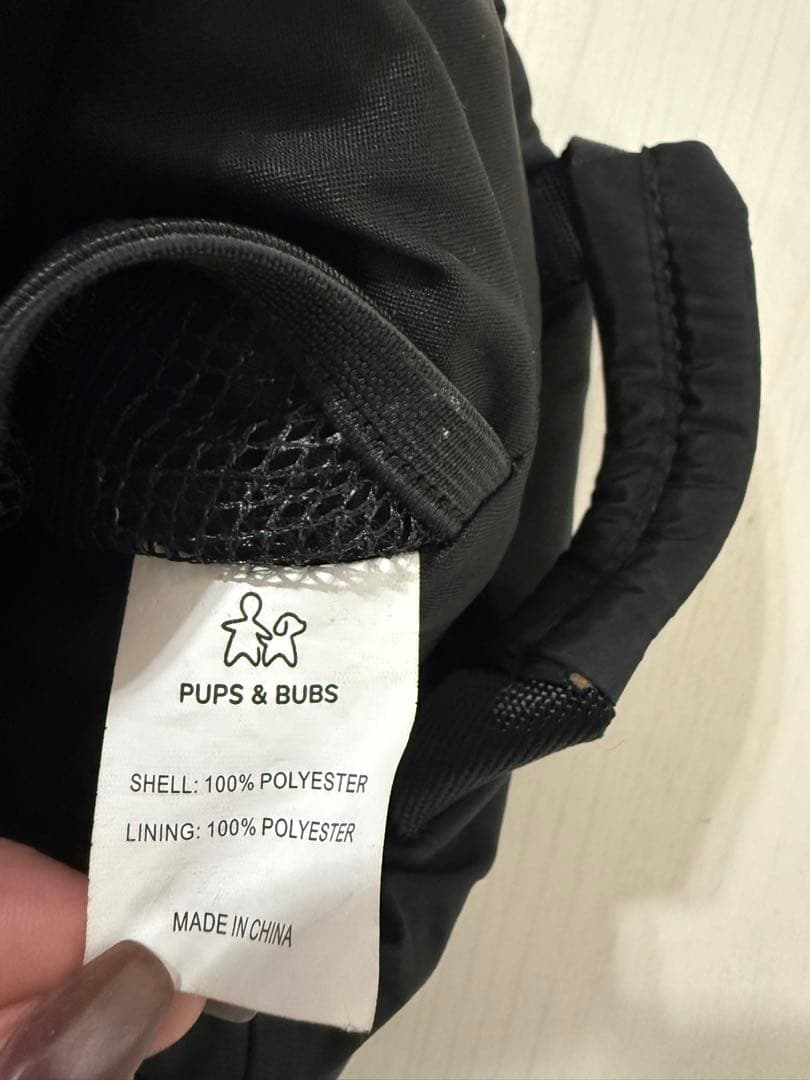 PUPS & BUBS
SHELL: 100% POLYESTER
LINING: 100% POLYESTER
MADE IN CHINA